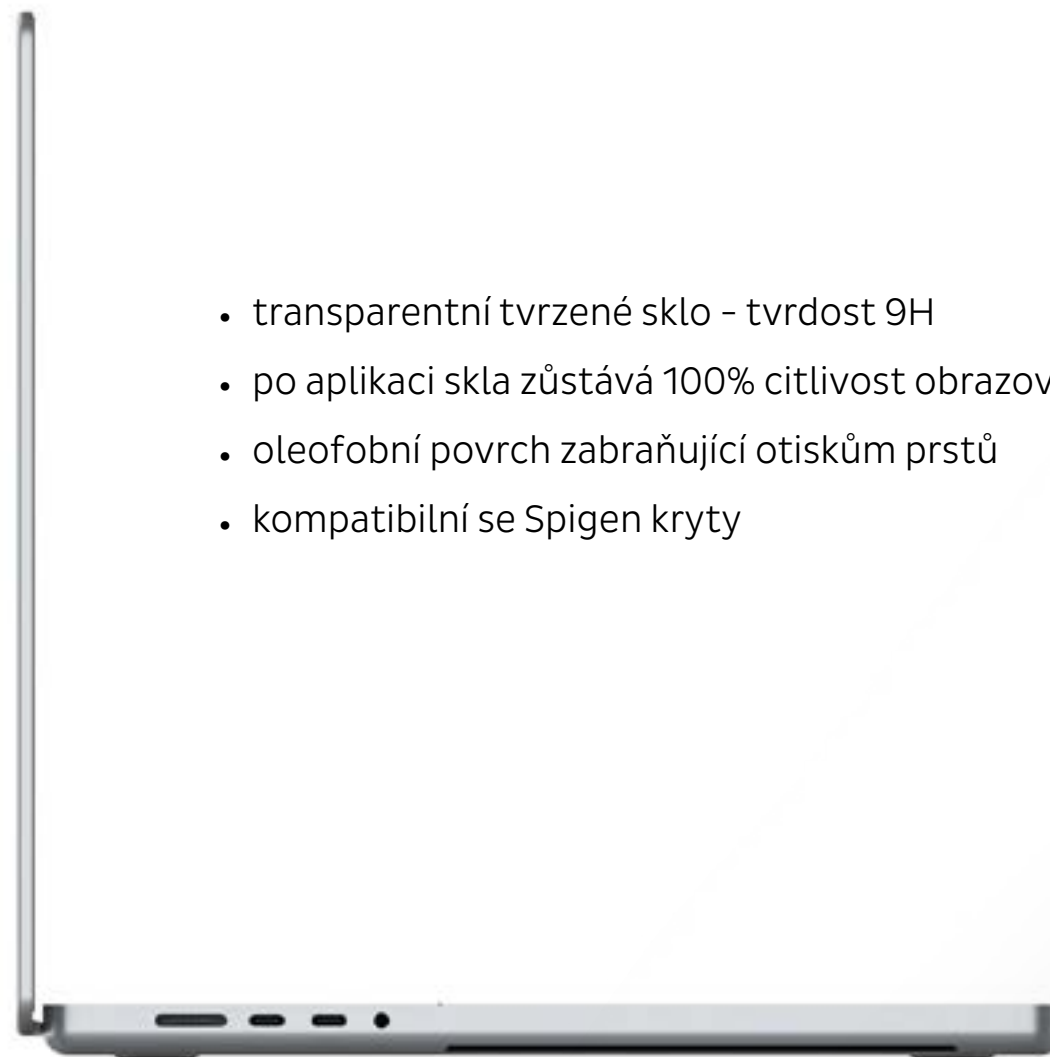 • transparentní tvrzené sklo - tvrdost 9H
• po aplikaci skla zůstává 100% citlivost obrazov
• oleofobní povrch zabraňující otiskům prstů
• kompatibilní se Spigen kryty